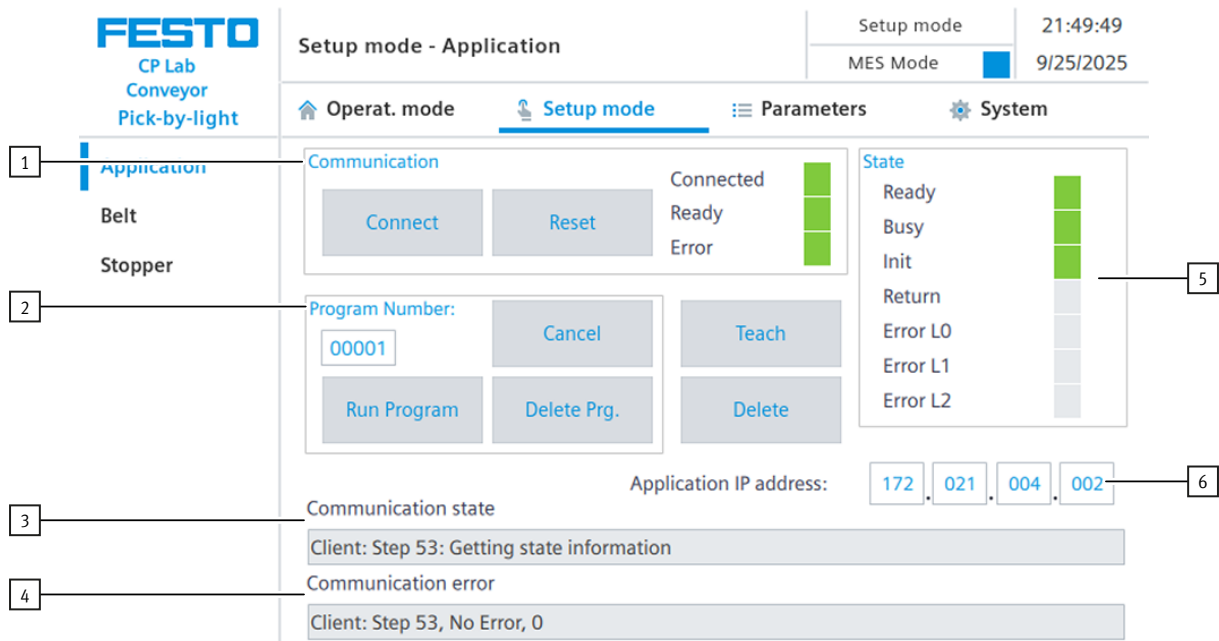 FESTO
CP Lab
Conveyor
Pick-by-light
Setup mode - Application
Setup mode
21:49:49
MES Mode
9/25/2025
Operat. mode
Setup mode
Parameters
System
1
Application
Belt
Stopper
Communication
Connect
Reset
Connected
Ready
Error
State
Ready
Busy
Init
Return
Error L0
Error L1
Error L2
5
2
Program Number:
00001
Cancel
Teach
Run Program
Delete Prg.
Delete
Application IP address:
172.021.004.002
6
3
Communication state
Client: Step 53: Getting state information
4
Communication error
Client: Step 53, No Error, 0